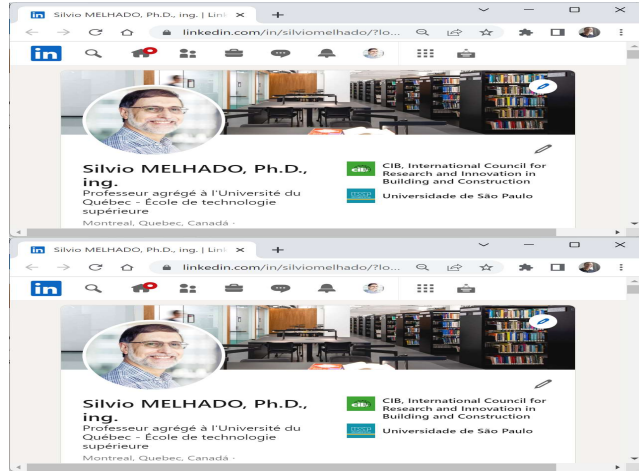 in Silvio MELHADO, Ph.D., ing. | Link
linkedin.com/in/silviomelhado/?lo...
in
Silvio MELHADO, Ph.D., ing.
Professeur agrégé à l'Université du
Québec - École de technologie
supérieure
Montreal, Quebec, Canadá ·
cib
CIB, International Council for
Research and Innovation in
Building and Construction
Universidade de São Paulo
in Silvio MELHADO, Ph.D., ing. | Link
linkedin.com/in/silviomelhado/?lo...
in
Silvio MELHADO, Ph.D.,
ing.
Professeur agrégé à l'Université du
Québec - École de technologie
supérieure
Montreal, Quebec, Canadá ·
cib
CIB, International Council for
Research and Innovation in
Building and Construction
Universidade de São Paulo